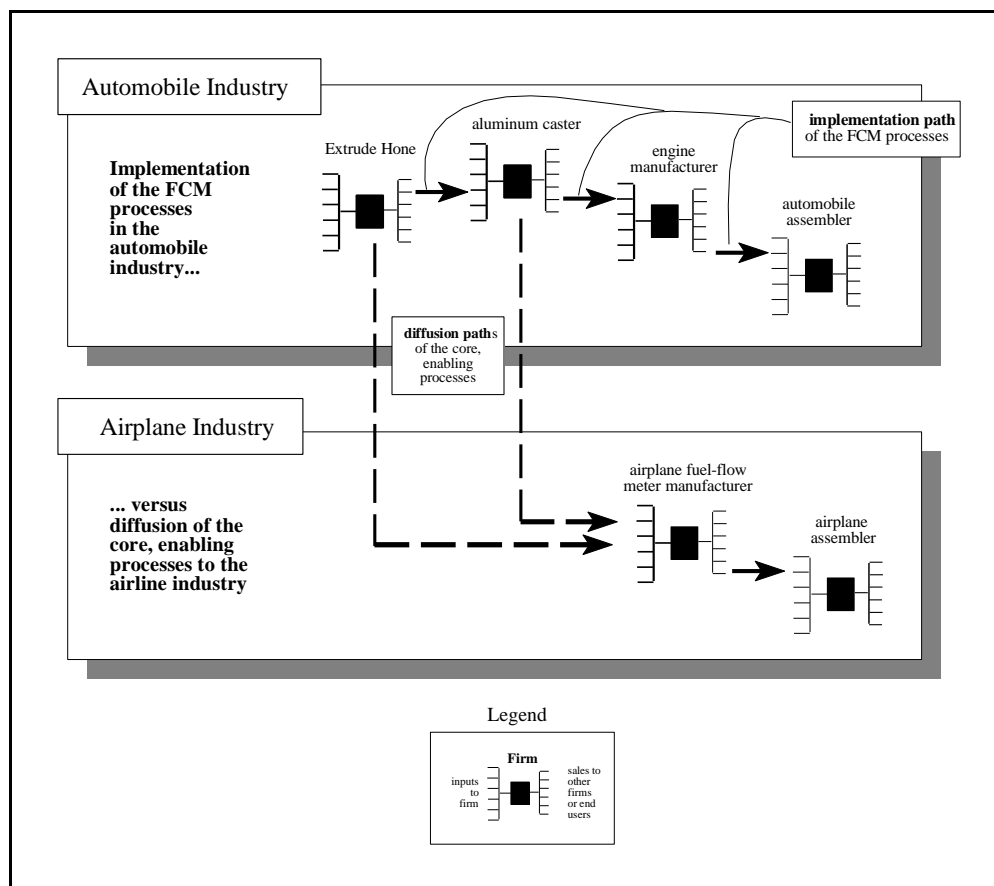 Automobile Industry
Implementation
of the FCM
processes
in the
automobile
industry...
Extrude Hone
aluminum caster
engine
manufacturer
automobile
assembler
implementation path
of the FCM processes
diffusion paths
of the core,
enabling
processes
Airplane Industry
... versus
diffusion of the
core, enabling
processes to the
airline industry
airplane fuel-flow
meter manufacturer
airplane
assembler
Legend
Firm
inputs
to
firm
sales to
other
firms
or end
users